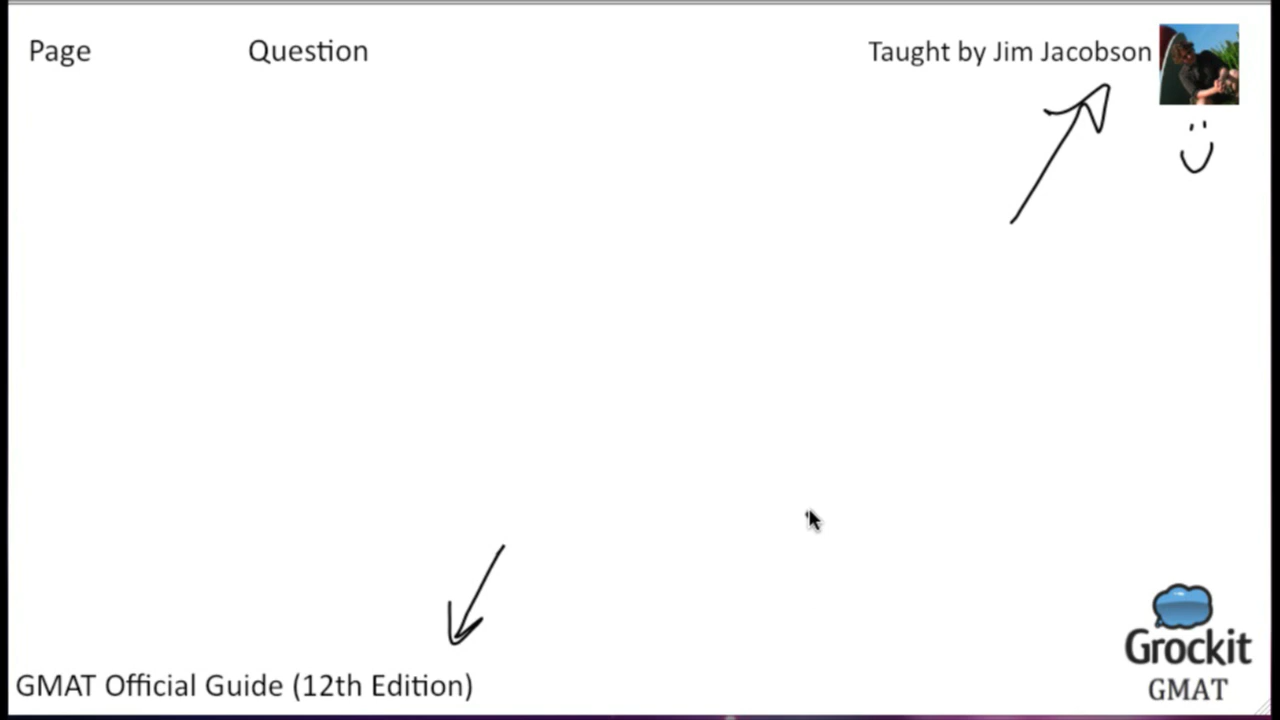 Page
Question
Taught by Jim Jacobson
GMAT Official Guide (12th Edition)
Grockit
GMAT